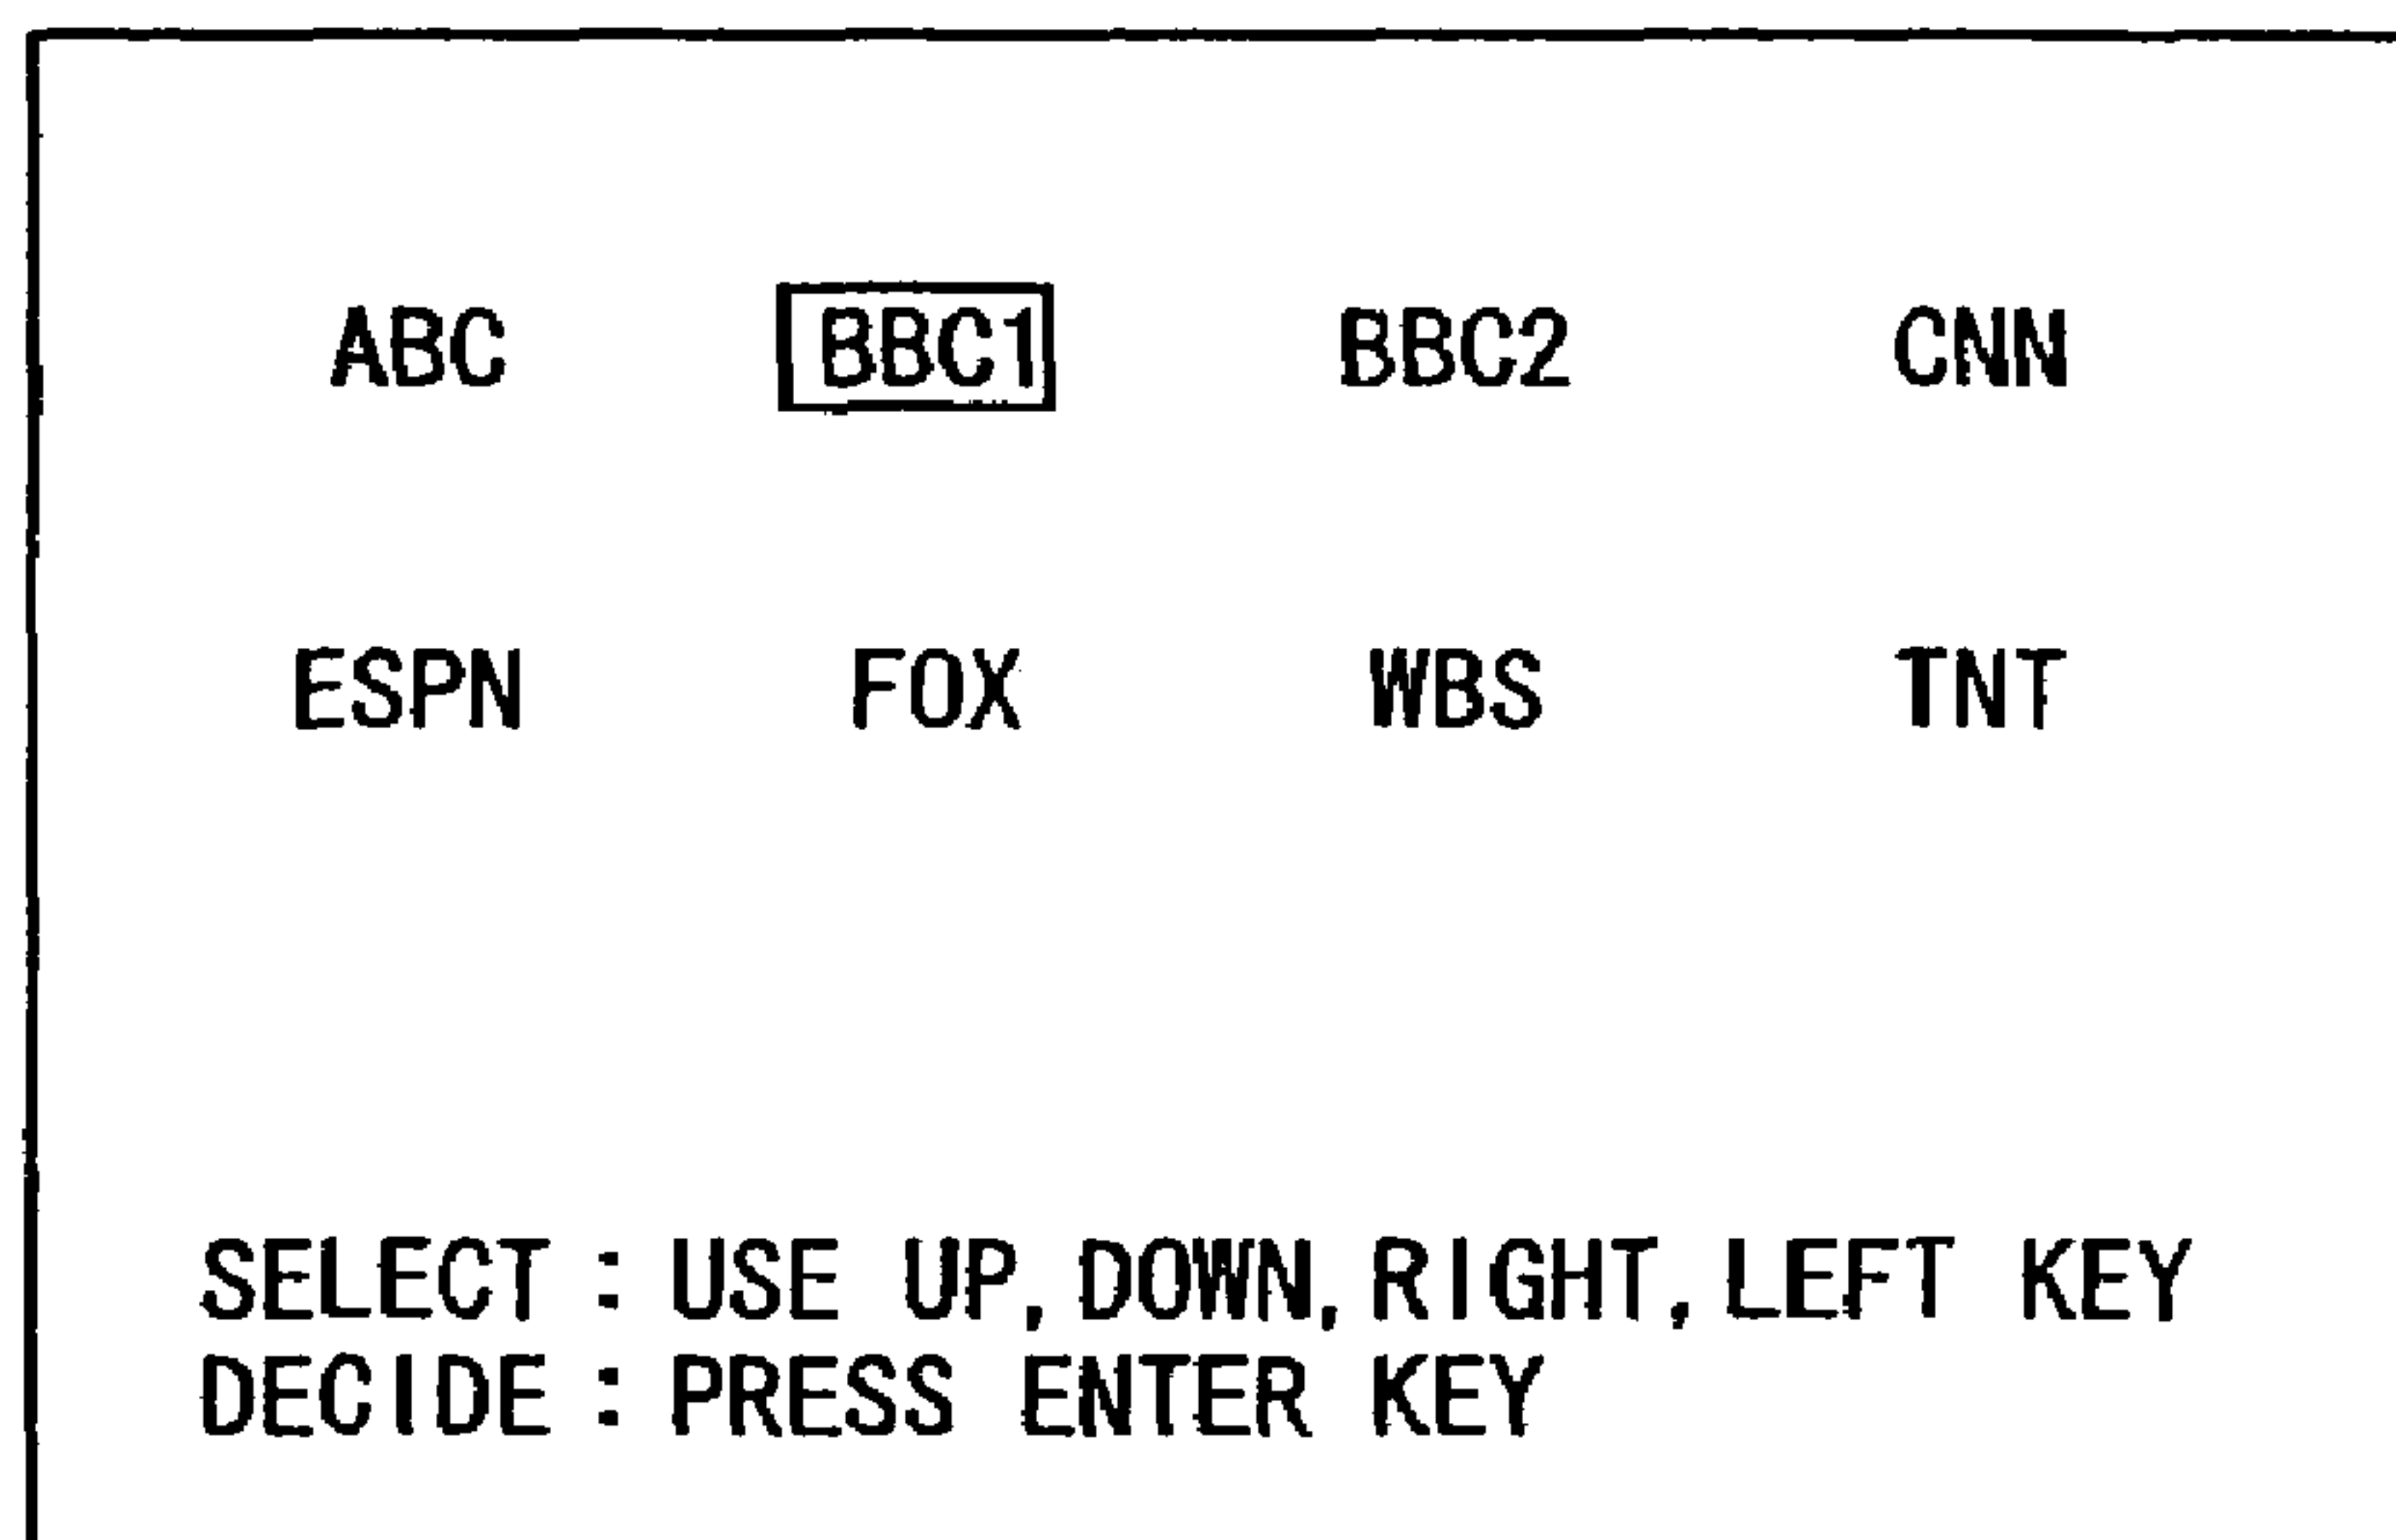 ABC BBC1 BBC2 CNN
ESPN FOX WBS TNT
SELECT : USE UP, DOWN, RIGHT, LEFT KEY
DECIDE : PRESS ENTER KEY